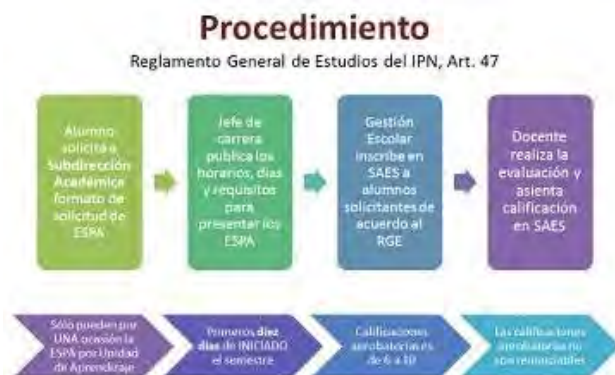 Procedimiento
Reglamento General de Estudios del IPN, Art. 47
Alumno
solicita a
Subdirección
Académica
formato de
solicitud de
ESPA
Jefe de
carrera
publica los
horarios, días
y requisitos
para
presentar los
ESPA
Gestión
Escolar
inscribe en
SAES a
alumnos
solicitantes de
acuerdo al
RGE
Docente
realiza la
evaluación y
asienta
calificación
en SAES
Sólo pueden por
UNA ocasión la
ESPA por Unidad
de Aprendizaje
Primeros diez
días de INICIADO
el semestre
Calificaciones
aprobatorias es
de 6 a 10
Las calificaciones
aprobatorias no
son renunciables